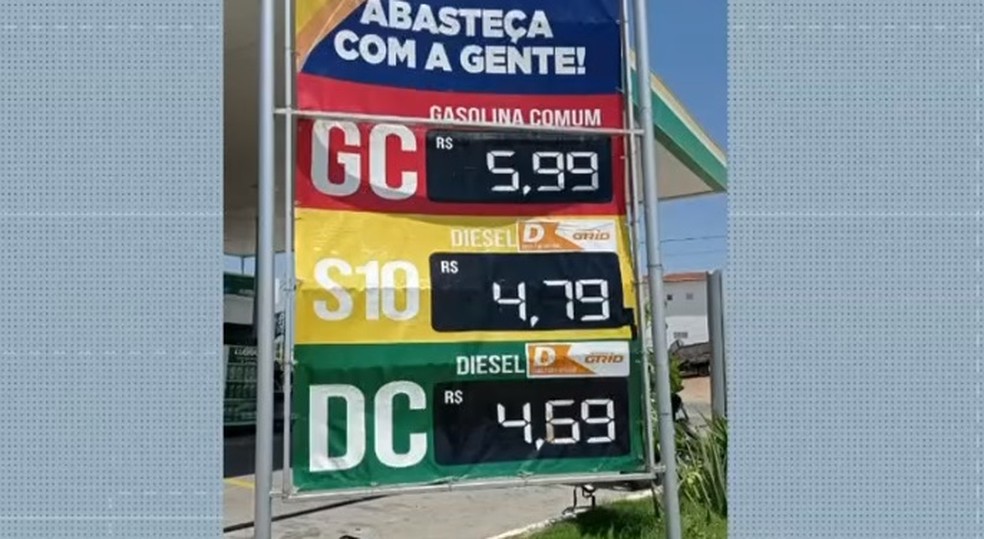 ABASTEÇA
COM A GENTE!
GASOLINA COMUM
GC R$ 5,99
DIESEL D GRID
S10 R$ 4,79
DIESEL D GRID
DC R$ 4,69